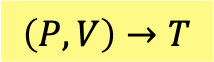 (P, V) → T